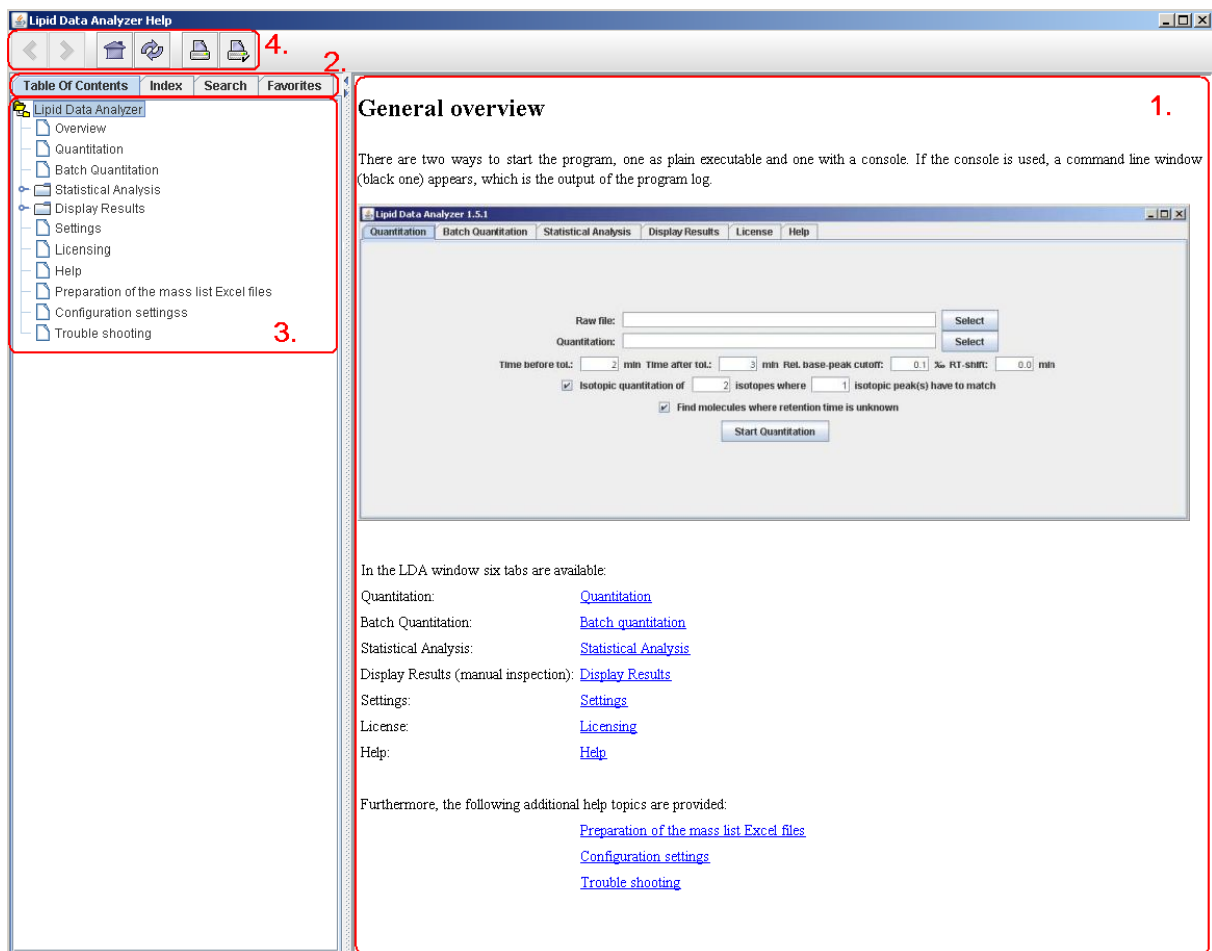 Lipid Data Analyzer Help
4.
2.
Table Of Contents Index Search Favorites
Lipid Data Analyzer
Overview
Quantitation
Batch Quantitation
Statistical Analysis
Display Results
Settings
Licensing
Help
Preparation of the mass list Excel files
Configuration settingss
Trouble shooting
3.
1.
General overview
There are two ways to start the program, one as plain executable and one with a console. If the console is used, a command line window
(black one) appears, which is the output of the program log.
Lipid Data Analyzer 1.5.1
Quantitation Batch Quantitation Statistical Analysis Display Results License Help
Raw file: Select
Quantitation: Select
Time before tol.: 2 min Time after tol.: 3 min Rel. base-peak cutoff: 0.1 ‰ RT-shift: 0.0 min
Isotopic quantitation of 2 isotopes where 1 isotopic peak(s) have to match
Find molecules where retention time is unknown
Start Quantitation
In the LDA window six tabs are available:
Quantitation: Quantitation
Batch Quantitation: Batch quantitation
Statistical Analysis: Statistical Analysis
Display Results (manual inspection): Display Results
Settings: Settings
License: Licensing
Help: Help
Furthermore, the following additional help topics are provided:
Preparation of the mass list Excel files
Configuration settings
Trouble shooting